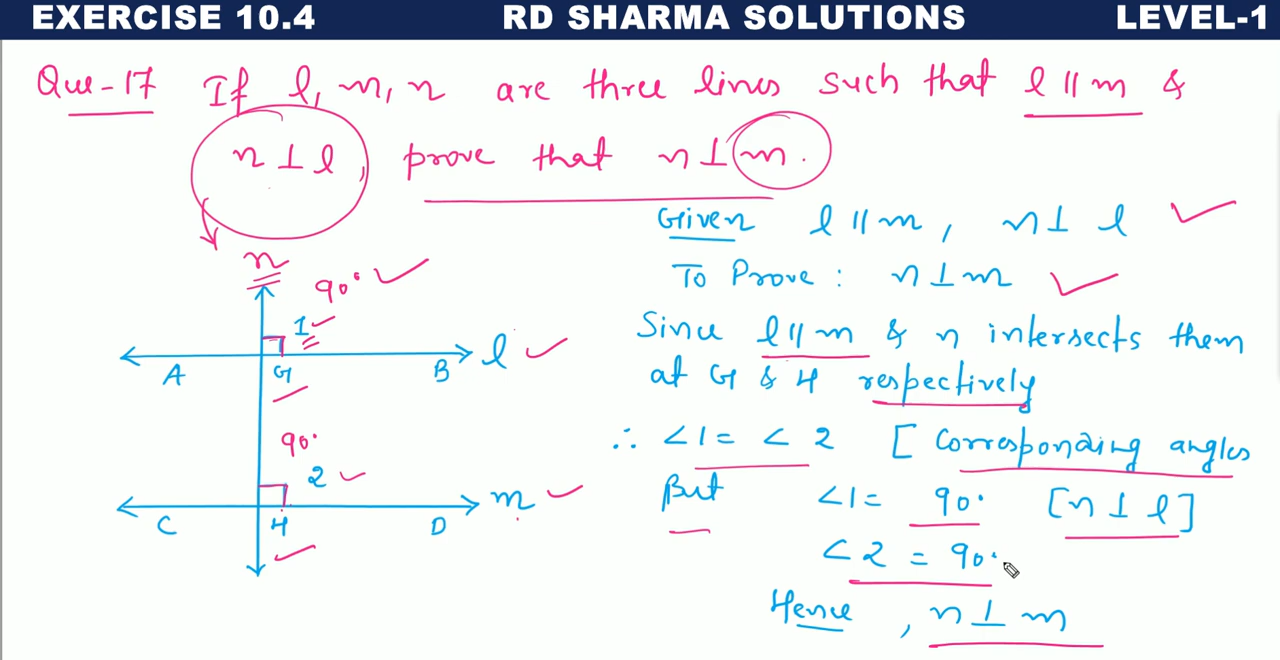 EXERCISE 10.4 RD SHARMA SOLUTIONS LEVEL-1
Que-17 If l, m, n are three lines such that l || m &
n ⊥ l, prove that n ⊥ m.
Given l || m, n ⊥ l
To Prove : n ⊥ m
Since l || m & n intersects them
at G & H respectively
∴ ∠1 = ∠2 [Corresponding angles
But ∠1 = 90° [n ⊥ l]
∠2 = 90°
Hence, n ⊥ m
n
90°
1
A G B l
90°
2
C H D m